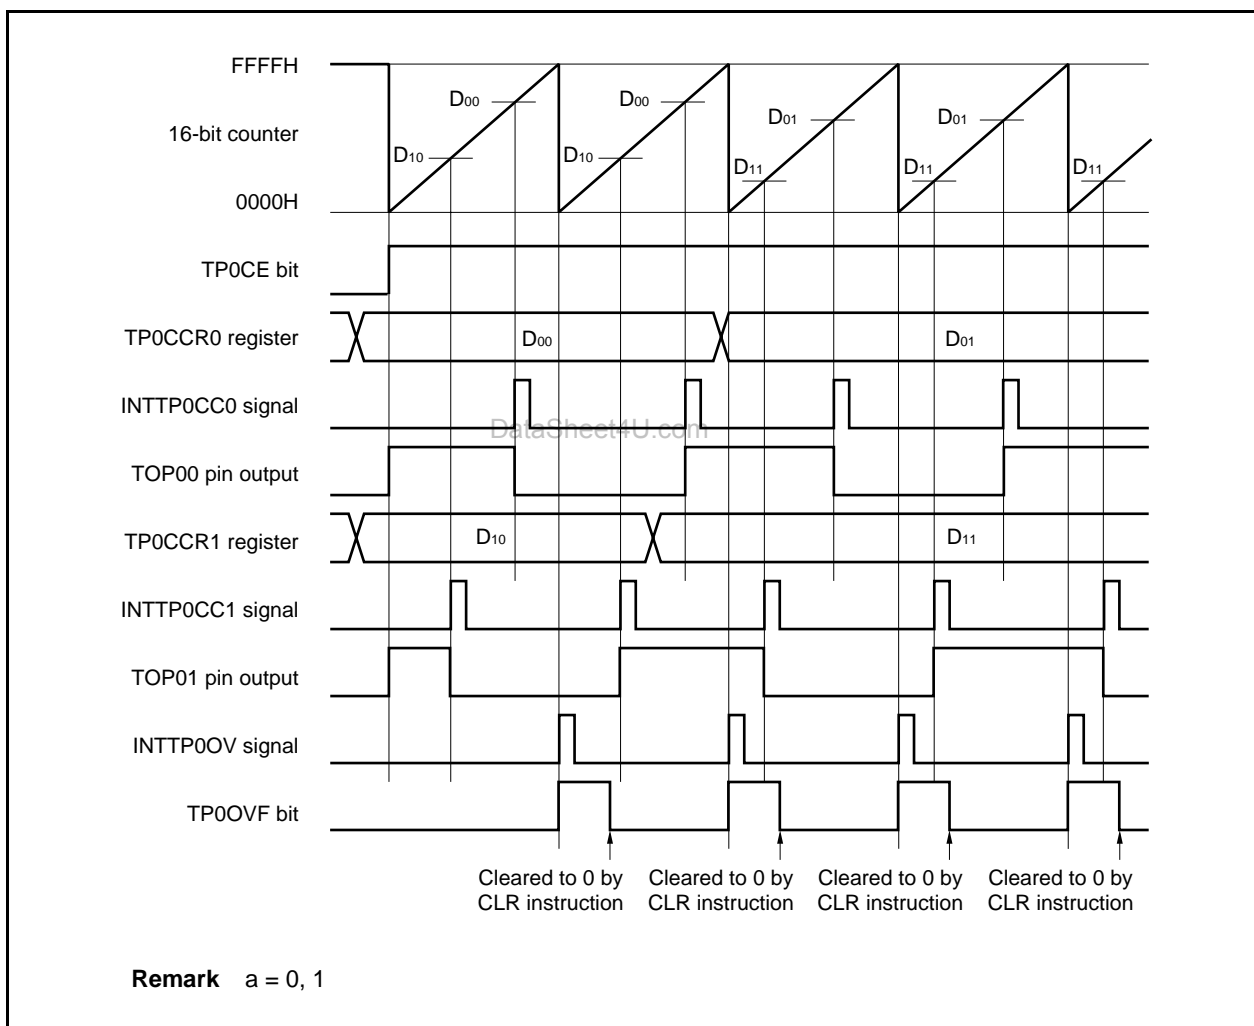 FFFFH
D00 D00
D01 D01
16-bit counter
D10 D10
D11 D11 D11
0000H
TP0CE bit
TP0CCR0 register D00 D01
INTTP0CC0 signal
DataSheet4U.com
TOP00 pin output
TP0CCR1 register D10 D11
INTTP0CC1 signal
TOP01 pin output
INTTP0OV signal
TP0OVF bit
Cleared to 0 by Cleared to 0 by Cleared to 0 by Cleared to 0 by
CLR instruction CLR instruction CLR instruction CLR instruction
Remark a = 0, 1